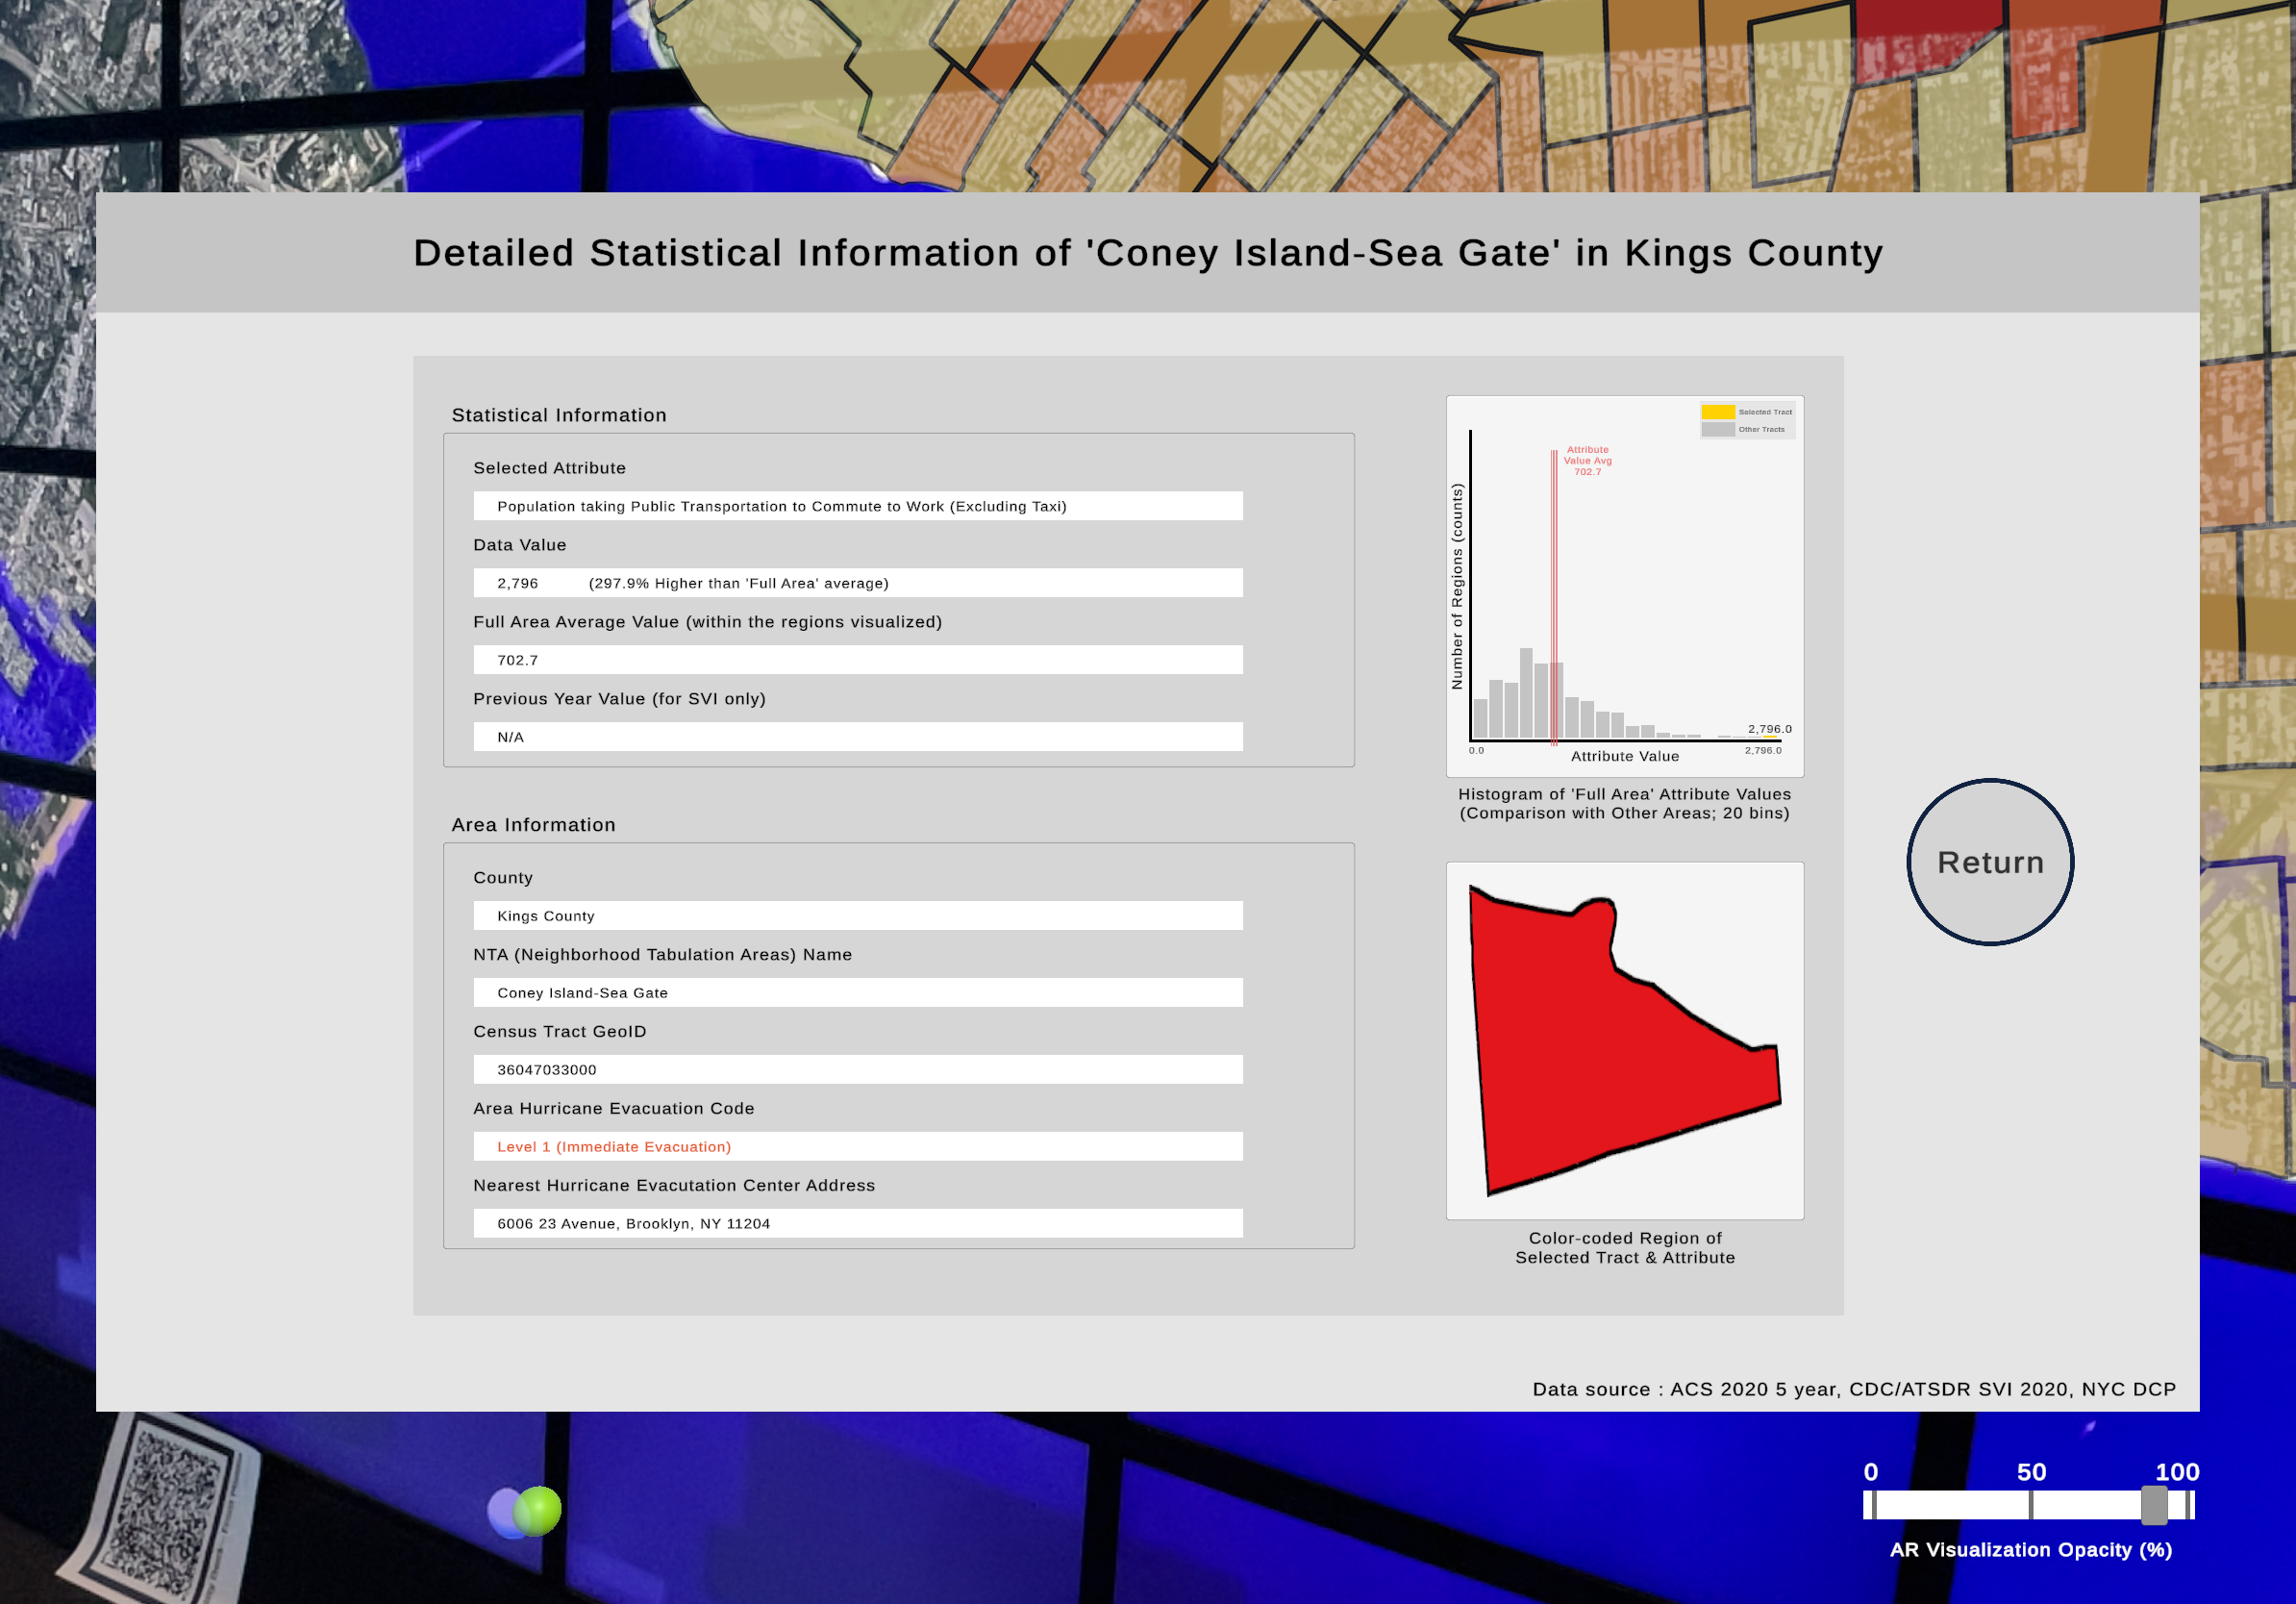 Detailed Statistical Information of 'Coney Island-Sea Gate' in Kings County
Statistical Information
Selected Attribute
Population taking Public Transportation to Commute to Work (Excluding Taxi)
Data Value
2,796 (297.9% Higher than 'Full Area' average)
Full Area Average Value (within the regions visualized)
702.7
Previous Year Value (for SVI only)
N/A
Area Information
County
Kings County
NTA (Neighborhood Tabulation Areas) Name
Coney Island-Sea Gate
Census Tract GeoID
36047033000
Area Hurricane Evacuation Code
Level 1 (Immediate Evacuation)
Nearest Hurricane Evacutation Center Address
6006 23 Avenue, Brooklyn, NY 11204
Selected Tract
Other Tracts
Attribute
Value Avg
702.7
Number of Regions (counts)
2,796.0
0.0
Attribute Value
2,796.0
Histogram of 'Full Area' Attribute Values
(Comparison with Other Areas; 20 bins)
Color-coded Region of
Selected Tract & Attribute
Return
Data source : ACS 2020 5 year, CDC/ATSDR SVI 2020, NYC DCP
0 50 100
AR Visualization Opacity (%)